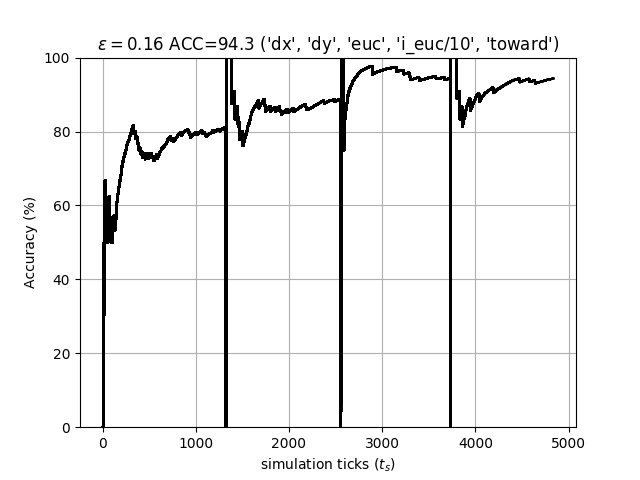 ε = 0.16 ACC=94.3 ('dx', 'dy', 'euc', 'i_euc/10', 'toward')
100
80
60
40
20
0
Accuracy (%)
0 1000 2000 3000 4000 5000
simulation ticks (tₛ)